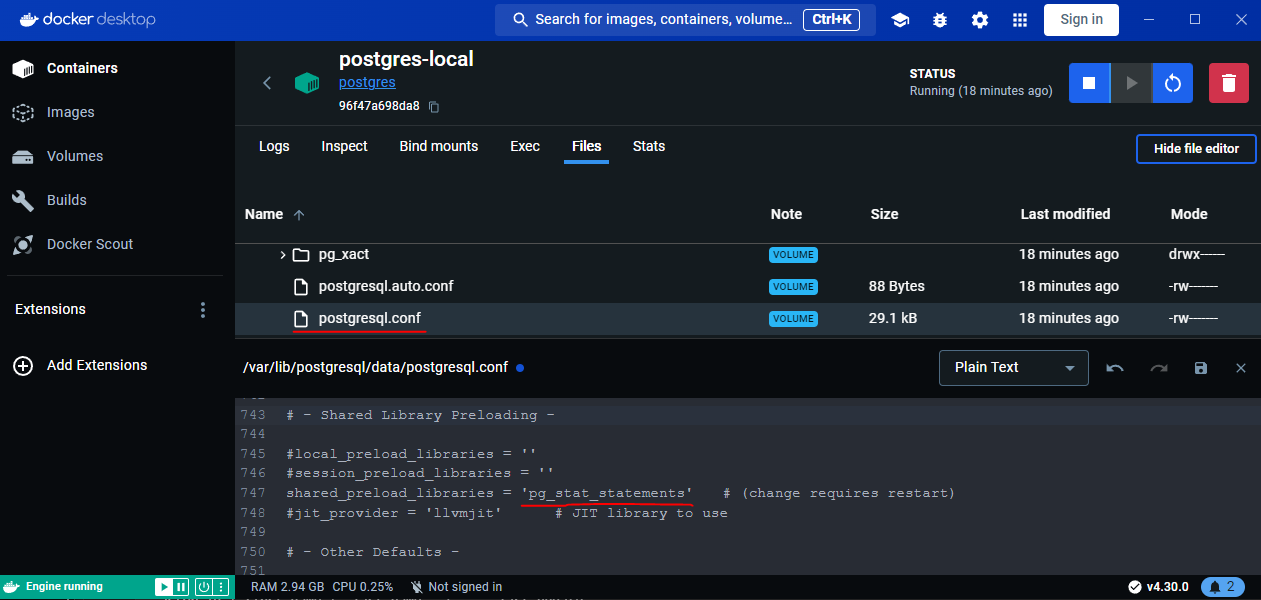 docker desktop
Search for images, containers, volume... Ctrl+K
Sign in
Containers
Images
Volumes
Builds
Docker Scout
Extensions
Add Extensions
postgres-local
postgres
96f47a698da8
STATUS
Running (18 minutes ago)
Logs Inspect Bind mounts Exec Files Stats
Hide file editor
Name Note Size Last modified Mode
pg_xact VOLUME 18 minutes ago drwx------
postgresql.auto.conf VOLUME 88 Bytes 18 minutes ago -rw-------
postgresql.conf VOLUME 29.1 kB 18 minutes ago -rw-------
/var/lib/postgresql/data/postgresql.conf
Plain Text
743 # - Shared Library Preloading -
744
745 #local_preload_libraries = ''
746 #session_preload_libraries = ''
747 shared_preload_libraries = 'pg_stat_statements' # (change requires restart)
748 #jit_provider = 'llvmjit' # JIT library to use
749
750 # - Other Defaults -
751
Engine running
RAM 2.94 GB CPU 0.25% Not signed in
v4.30.0
2